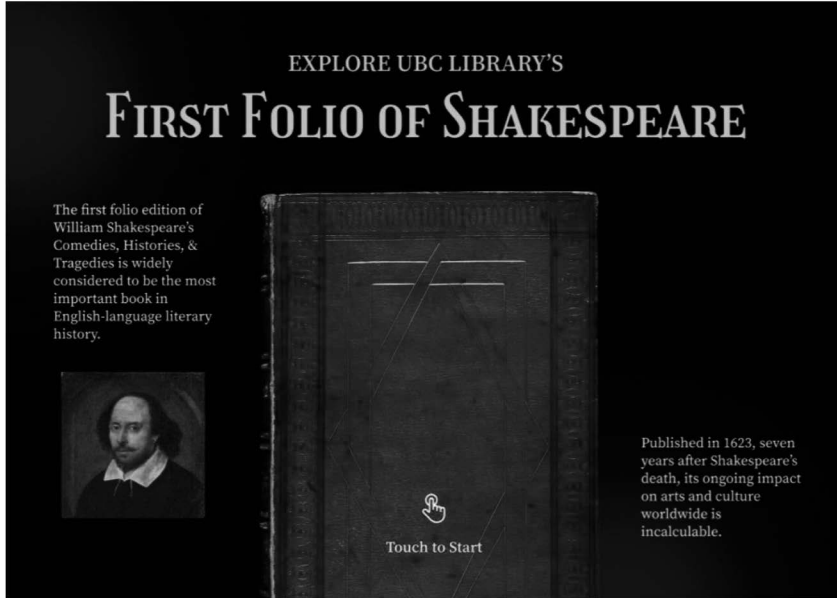 EXPLORE UBC LIBRARY’S
FIRST FOLIO OF SHAKESPEARE
The first folio edition of
William Shakespeare’s
Comedies, Histories, &
Tragedies is widely
considered to be the most
important book in
English-language literary
history.
Published in 1623, seven
years after Shakespeare’s
death, its ongoing impact
on arts and culture
worldwide is
incalculable.
Touch to Start